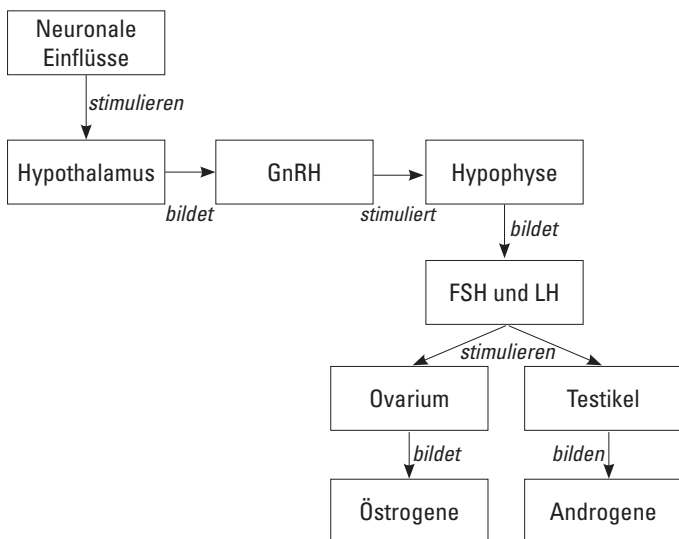 Neuronale
Einflüsse
stimulieren
Hypothalamus
GnRH
Hypophyse
bildet
stimuliert
bildet
FSH und LH
stimulieren
Ovarium
Testikel
bildet
bilden
Östrogene
Androgene